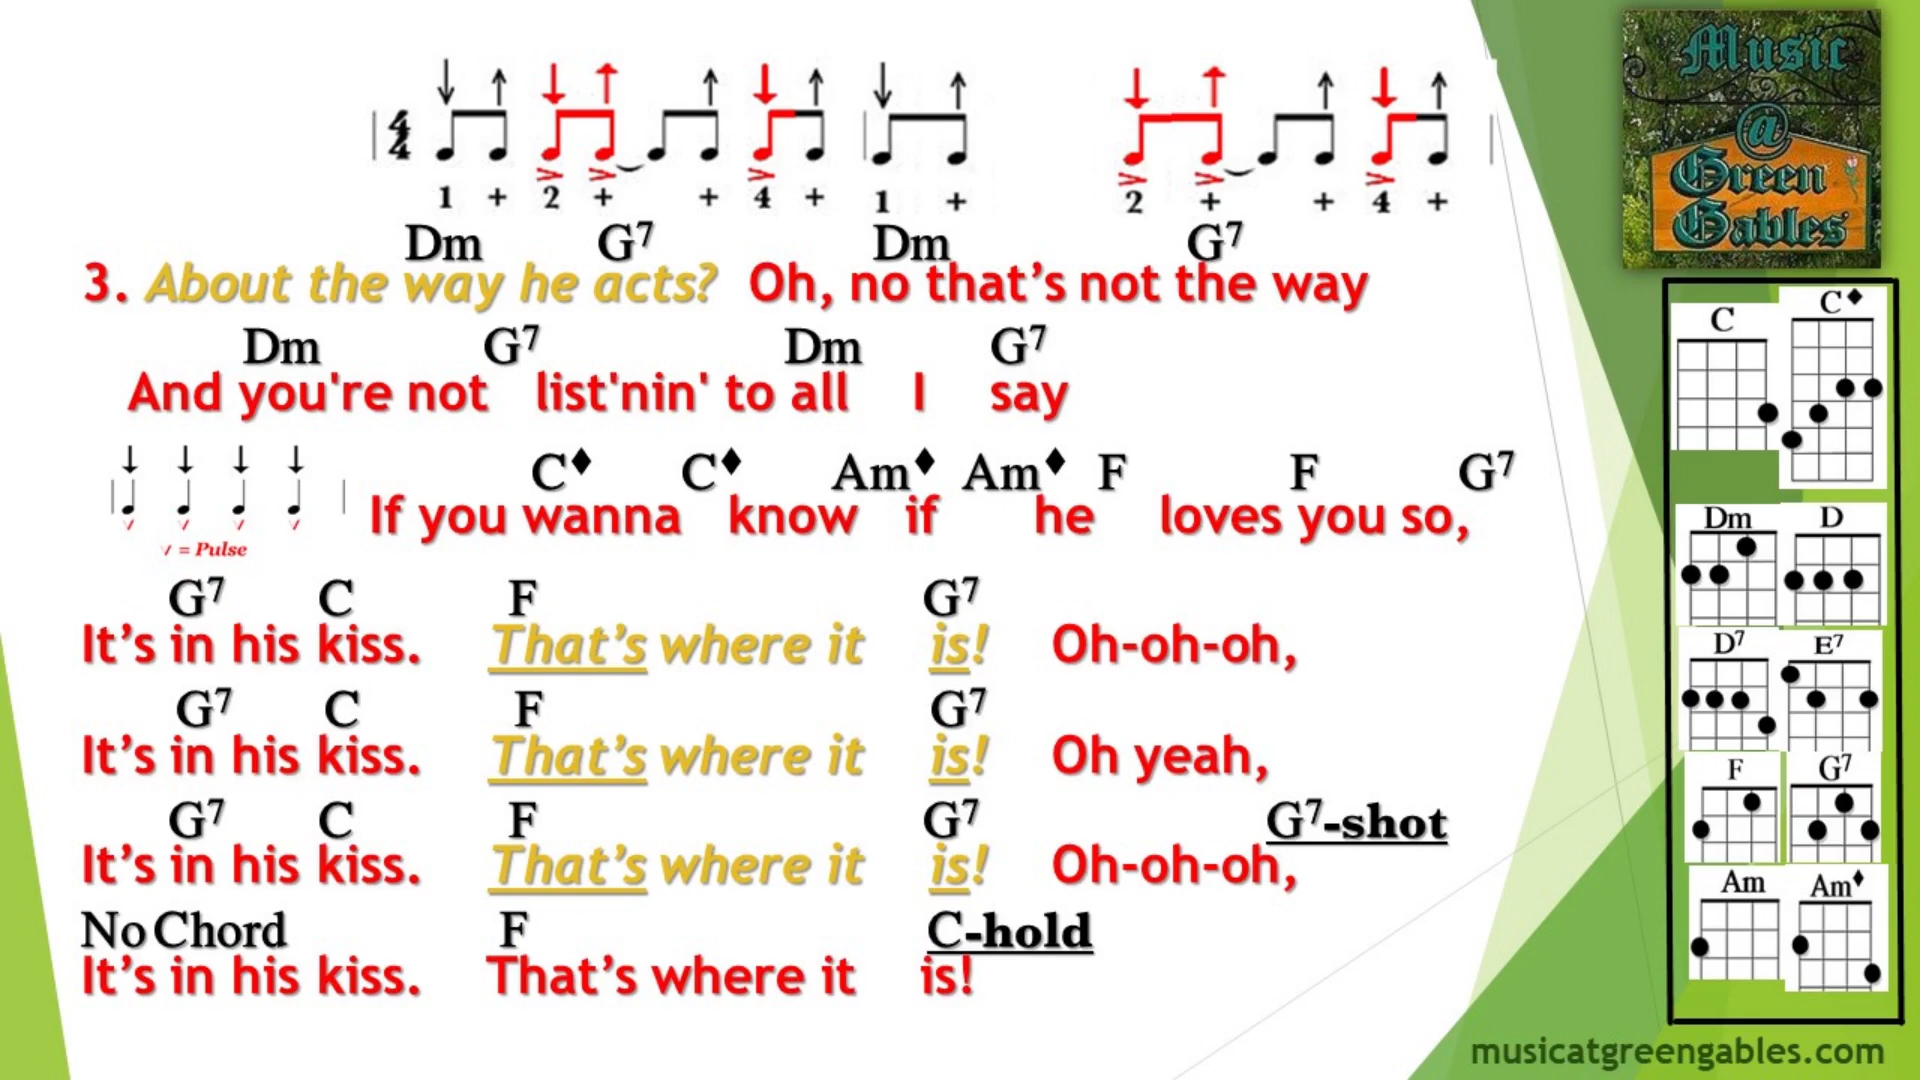 4/4 1 + 2 + + 4 + 1 + 2 + + 4 +
Dm G7 Dm G7
3. About the way he acts? Oh, no that's not the way
Dm G7 Dm G7
And you're not list'nin' to all I say
C♦ C♦ Am♦ Am♦ F F G7
If you wanna know if he loves you so,
v = Pulse
G7 C F G7
It's in his kiss. That's where it is! Oh-oh-oh,
G7 C F G7
It's in his kiss. That's where it is! Oh yeah,
G7 C F G7 G7-shot
It's in his kiss. That's where it is! Oh-oh-oh,
No Chord F C-hold
It's in his kiss. That's where it is!
Music
@
Green
Gables
C C♦
Dm D
D7 E7
F G7
Am Am♦
musicatgreengables.com